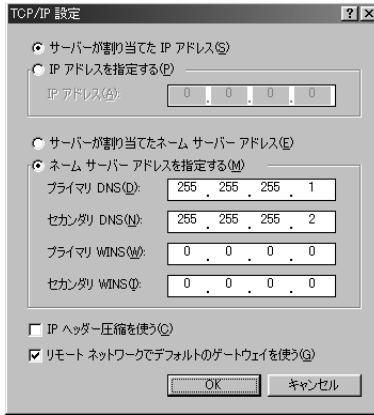 TCP/IP 設定
サーバーが割り当てた IP アドレス(S)
IP アドレスを指定する(P)
IP アドレス(A): 0 . 0 . 0 . 0
サーバーが割り当てたネーム サーバー アドレス(E)
ネーム サーバー アドレスを指定する(M)
プライマリ DNS(D): 255 . 255 . 255 . 1
セカンダリ DNS(N): 255 . 255 . 255 . 2
プライマリ WINS(W): 0 . 0 . 0 . 0
セカンダリ WINS(I): 0 . 0 . 0 . 0
IP ヘッダー圧縮を使う(C)
リモート ネットワークでデフォルトのゲートウェイを使う(G)
OK キャンセル